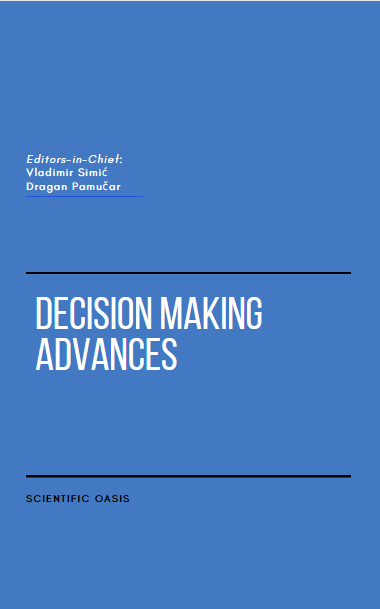 Editors-in-Chief:
Vladimir Simić
Dragan Pamučar
DECISION MAKING
ADVANCES
SCIENTIFIC OASIS